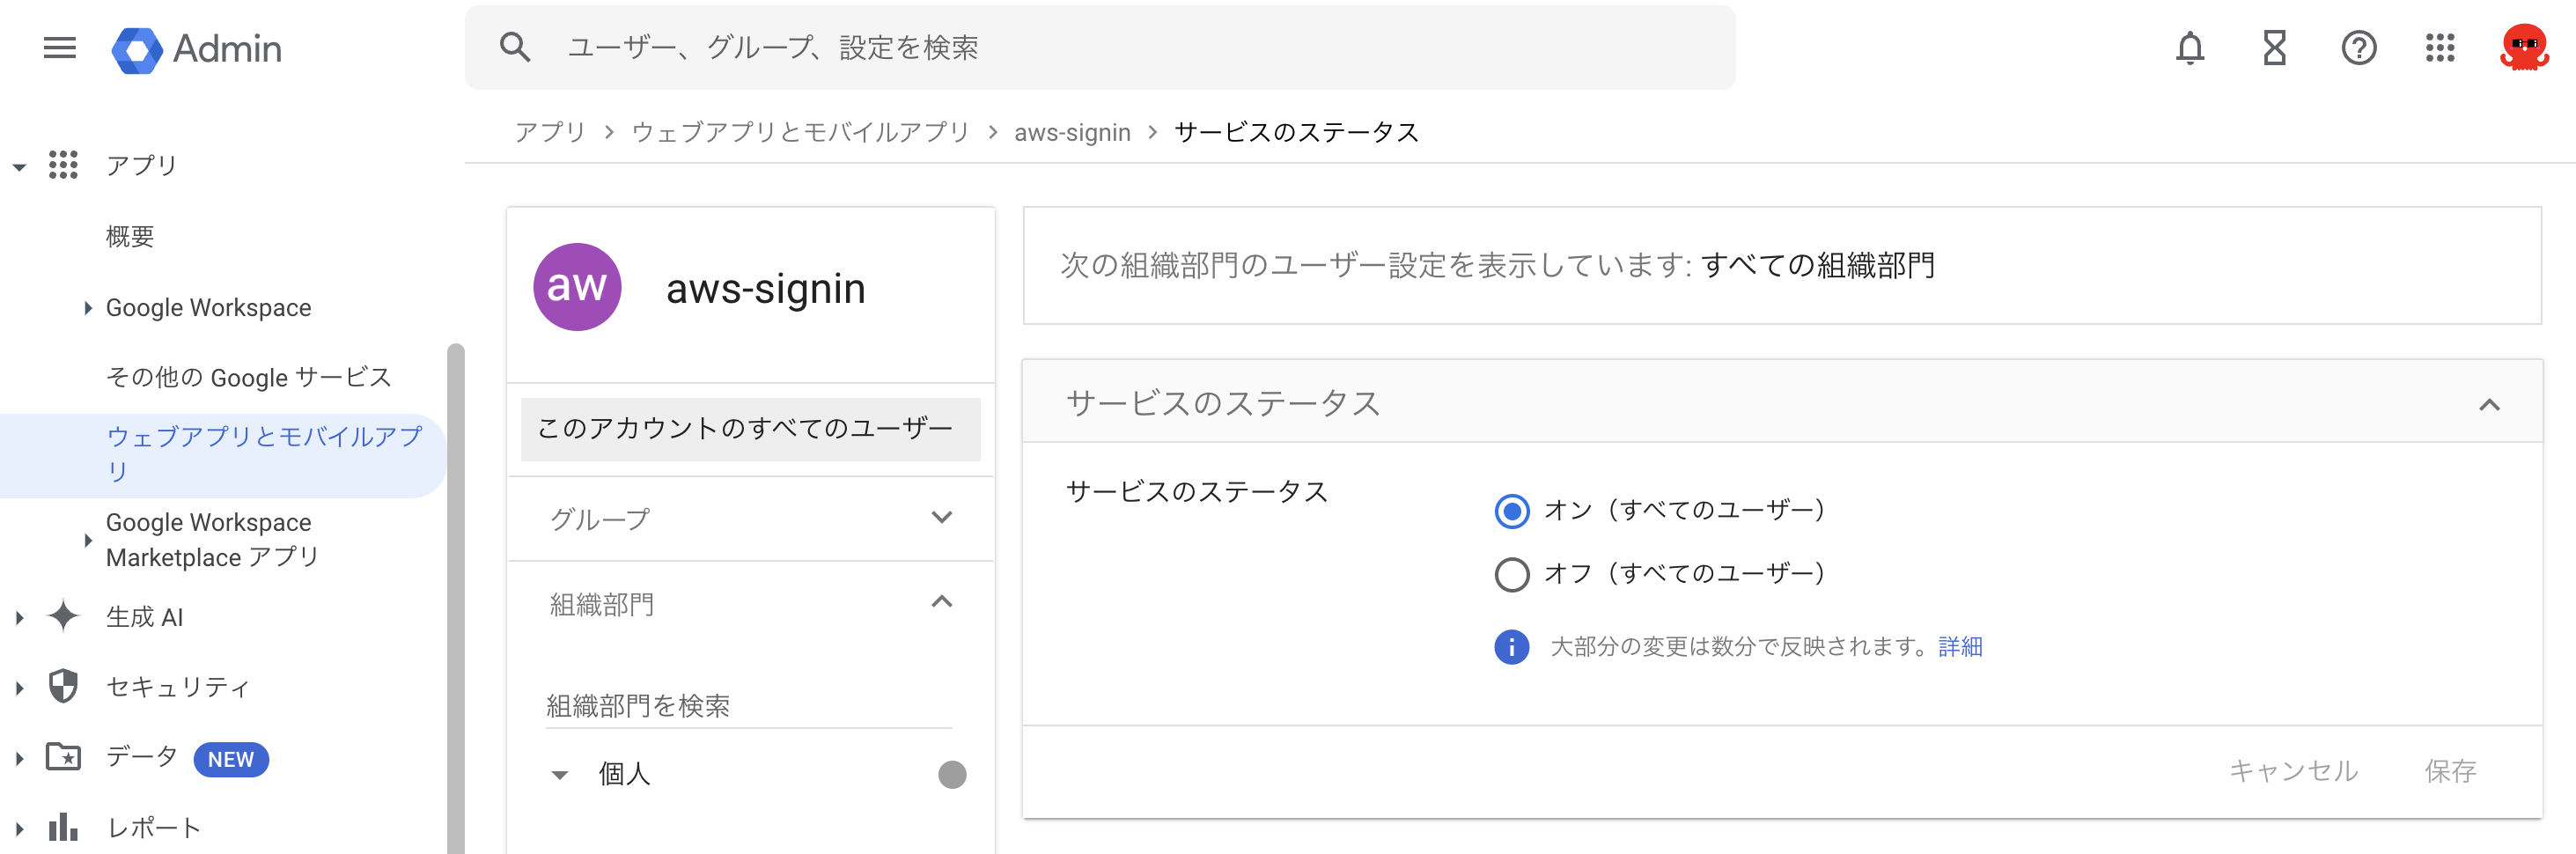 Admin
ユーザー、グループ、設定を検索
アプリ
概要
Google Workspace
その他の Google サービス
ウェブアプリとモバイルアプ
リ
Google Workspace
Marketplace アプリ
生成 AI
セキュリティ
データ NEW
レポート
アプリ > ウェブアプリとモバイルアプリ > aws-signin > サービスのステータス
aw aws-signin
このアカウントのすべてのユーザー
グループ
組織部門
組織部門を検索
個人
次の組織部門のユーザー設定を表示しています: すべての組織部門
サービスのステータス
サービスのステータス
オン（すべてのユーザー）
オフ（すべてのユーザー）
大部分の変更は数分で反映されます。詳細
キャンセル 保存